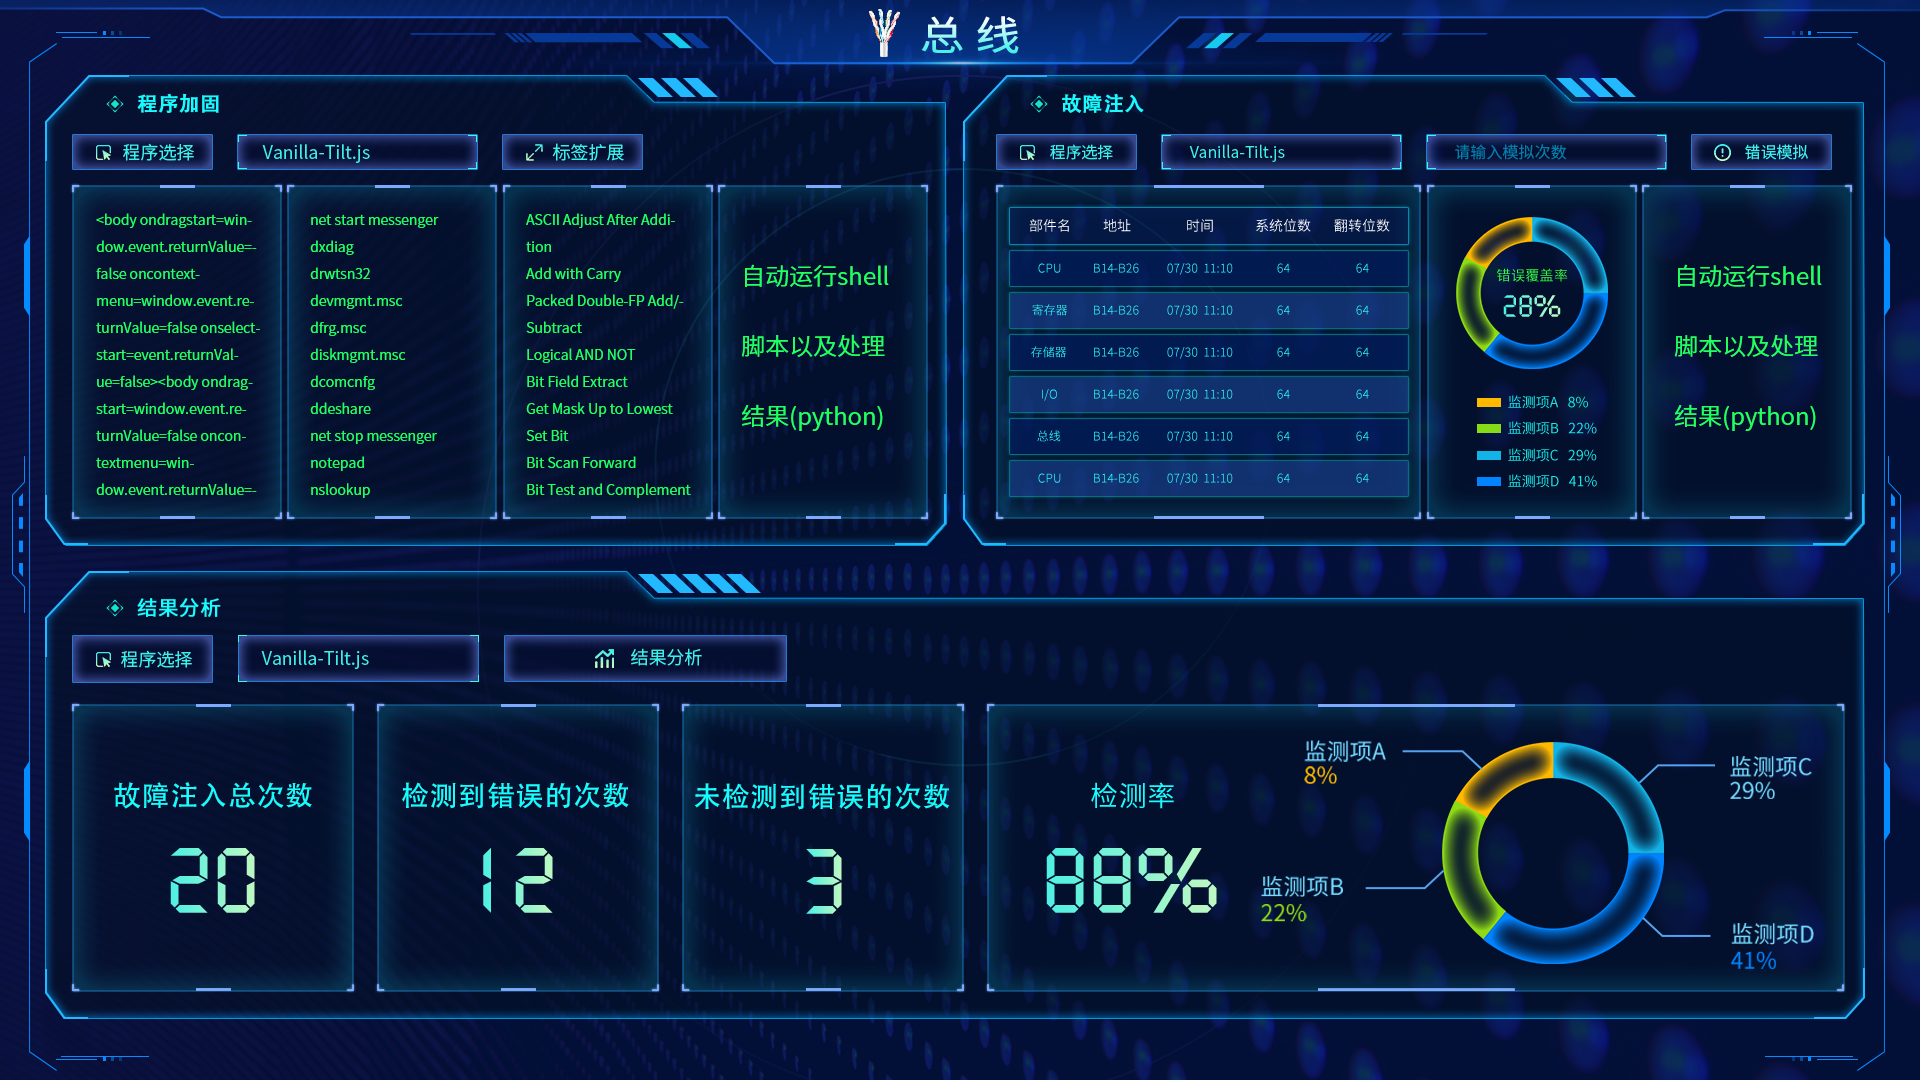 总线
程序加固
程序选择
Vanilla-Tilt.js
标签扩展
<body ondragstart=win-
dow.event.returnValue=-
false oncontext-
menu=window.event.re-
turnValue=false onselect-
start=event.returnVal-
ue=false><body ondrag-
start=window.event.re-
turnValue=false oncon-
textmenu=win-
dow.event.returnValue=-
net start messenger
dxdiag
drwtsn32
devmgmt.msc
dfrg.msc
diskmgmt.msc
dcomcnfg
ddeshare
net stop messenger
notepad
nslookup
ASCII Adjust After Addi-
tion
Add with Carry
Packed Double-FP Add/-
Subtract
Logical AND NOT
Bit Field Extract
Get Mask Up to Lowest
Set Bit
Bit Scan Forward
Bit Test and Complement
自动运行shell
脚本以及处理
结果(python)
故障注入
程序选择
Vanilla-Tilt.js
请输入模拟次数
错误模拟
部件名 地址 时间 系统位数 翻转位数
CPU B14-B26 07/30 11:10 64 64
寄存器 B14-B26 07/30 11:10 64 64
存储器 B14-B26 07/30 11:10 64 64
I/O B14-B26 07/30 11:10 64 64
总线 B14-B26 07/30 11:10 64 64
CPU B14-B26 07/30 11:10 64 64
错误覆盖率
28%
监测项A 8%
监测项B 22%
监测项C 29%
监测项D 41%
自动运行shell
脚本以及处理
结果(python)
结果分析
程序选择
Vanilla-Tilt.js
结果分析
故障注入总次数
20
检测到错误的次数
12
未检测到错误的次数
3
检测率
88%
监测项A
8%
监测项B
22%
监测项C
29%
监测项D
41%